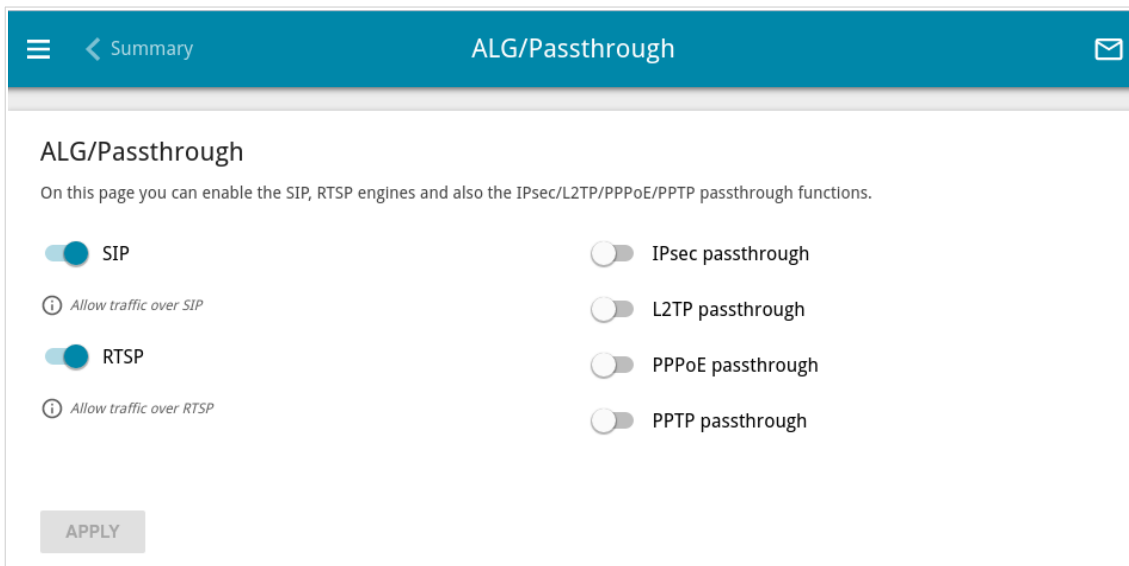 Summary
ALG/Passthrough
ALG/Passthrough
On this page you can enable the SIP, RTSP engines and also the IPsec/L2TP/PPPoE/PPTP passthrough functions.
SIP
Allow traffic over SIP
RTSP
Allow traffic over RTSP
IPsec passthrough
L2TP passthrough
PPPoE passthrough
PPTP passthrough
APPLY